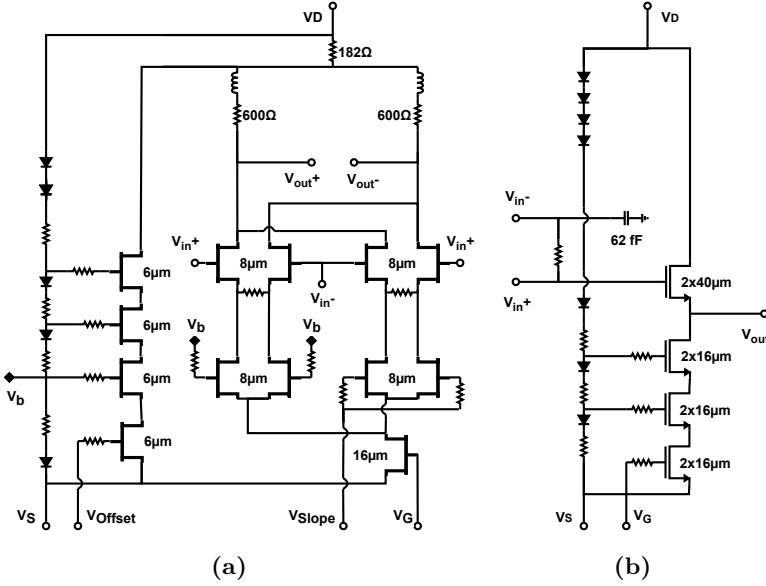 VD
182Ω
600Ω
600Ω
Vout+
Vout-
Vin+
Vin+
8μm
8μm
Vin-
6μm
6μm
Vb
Vb
6μm
8μm
8μm
Vb
6μm
16μm
VS
VOffset
VSlope
VG
(a)
VD
Vin-
62 fF
Vin+
2x40μm
Vout
2x16μm
2x16μm
2x16μm
VS
VG
(b)